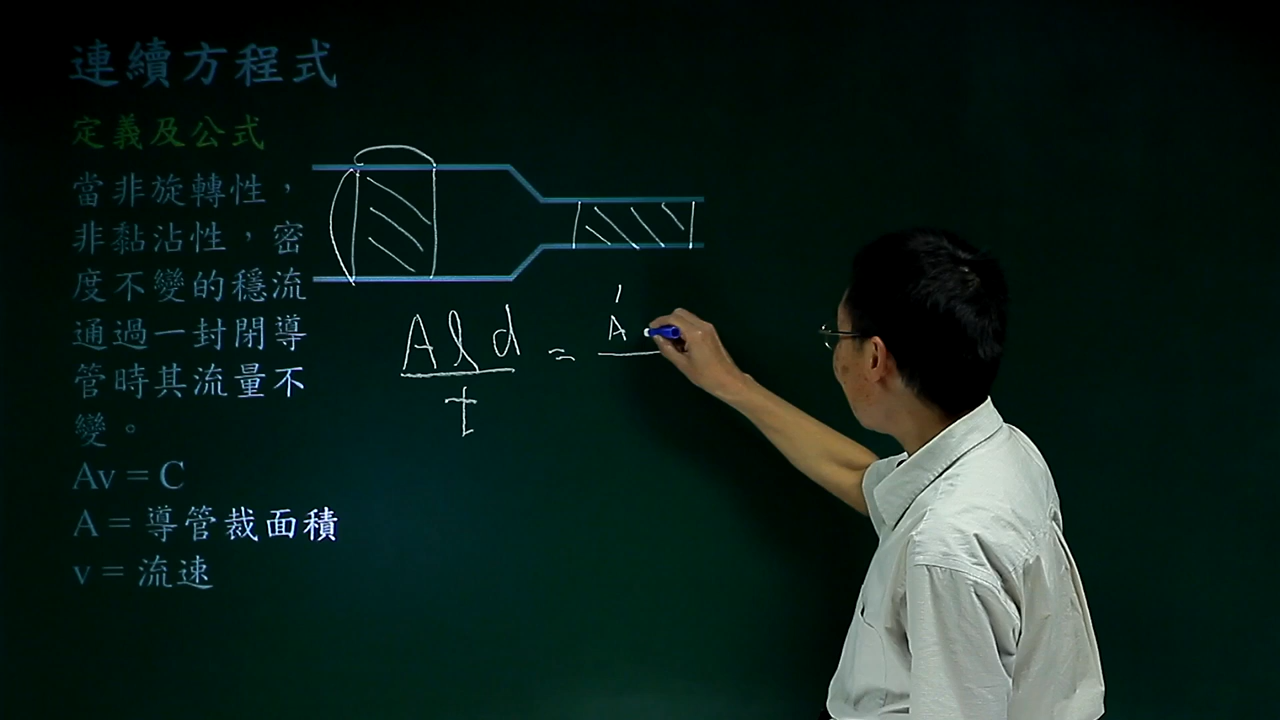 連續方程式
定義及公式
當非旋轉性，
非黏沾性，密
度不變的穩流
通過一封閉導
管時其流量不
變。
Av = C
A = 導管裁面積
v = 流速
Ald
=
A'
t